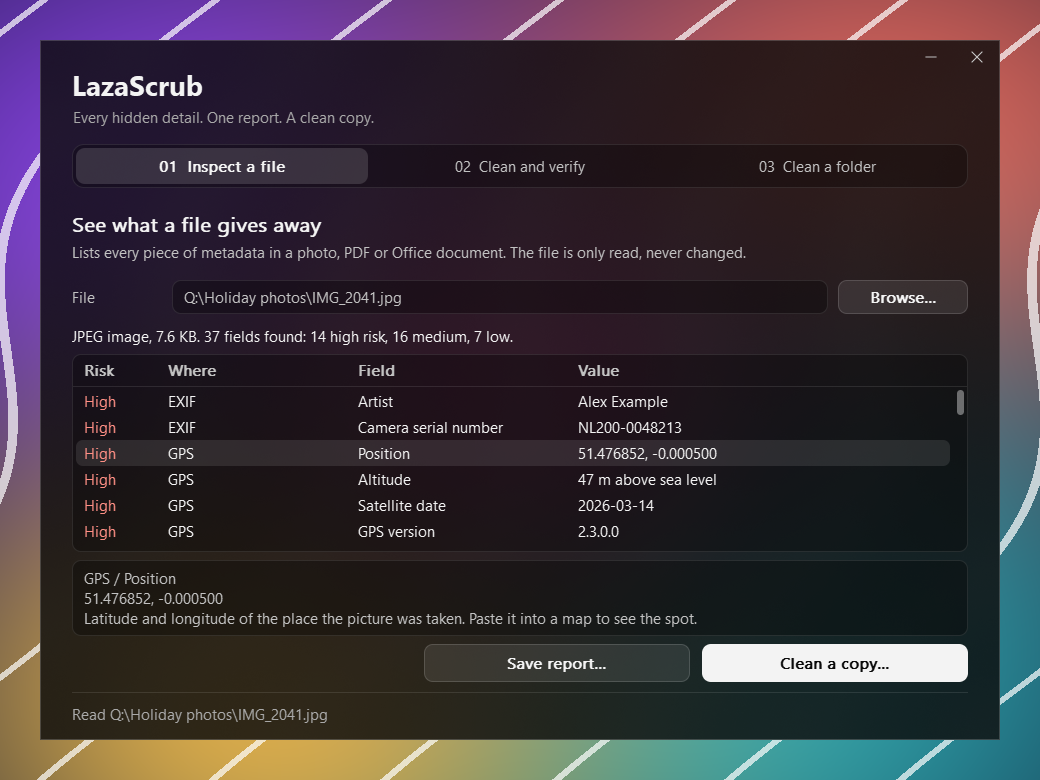 LazaScrub
Every hidden detail. One report. A clean copy.
01 Inspect a file
02 Clean and verify
03 Clean a folder
See what a file gives away
Lists every piece of metadata in a photo, PDF or Office document. The file is only read, never changed.
File Q:\Holiday photos\IMG_2041.jpg Browse...
JPEG image, 7.6 KB. 37 fields found: 14 high risk, 16 medium, 7 low.
Risk Where Field Value
High EXIF Artist Alex Example
High EXIF Camera serial number NL200-0048213
High GPS Position 51.476852, -0.000500
High GPS Altitude 47 m above sea level
High GPS Satellite date 2026-03-14
High GPS GPS version 2.3.0.0
GPS / Position
51.476852, -0.000500
Latitude and longitude of the place the picture was taken. Paste it into a map to see the spot.
Save report... Clean a copy...
Read Q:\Holiday photos\IMG_2041.jpg